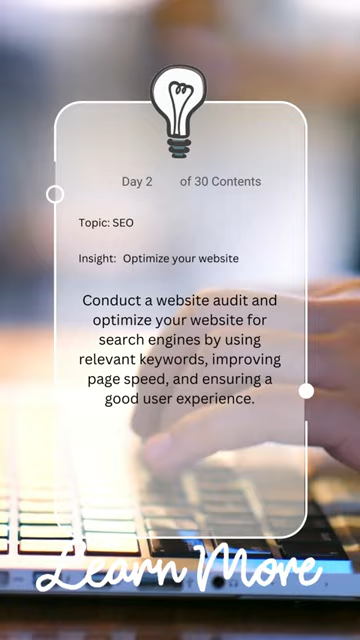 Day 2 of 30 Contents
Topic: SEO
Insight: Optimize your website
Conduct a website audit and
optimize your website for
search engines by using
relevant keywords, improving
page speed, and ensuring a
good user experience.
Learn More